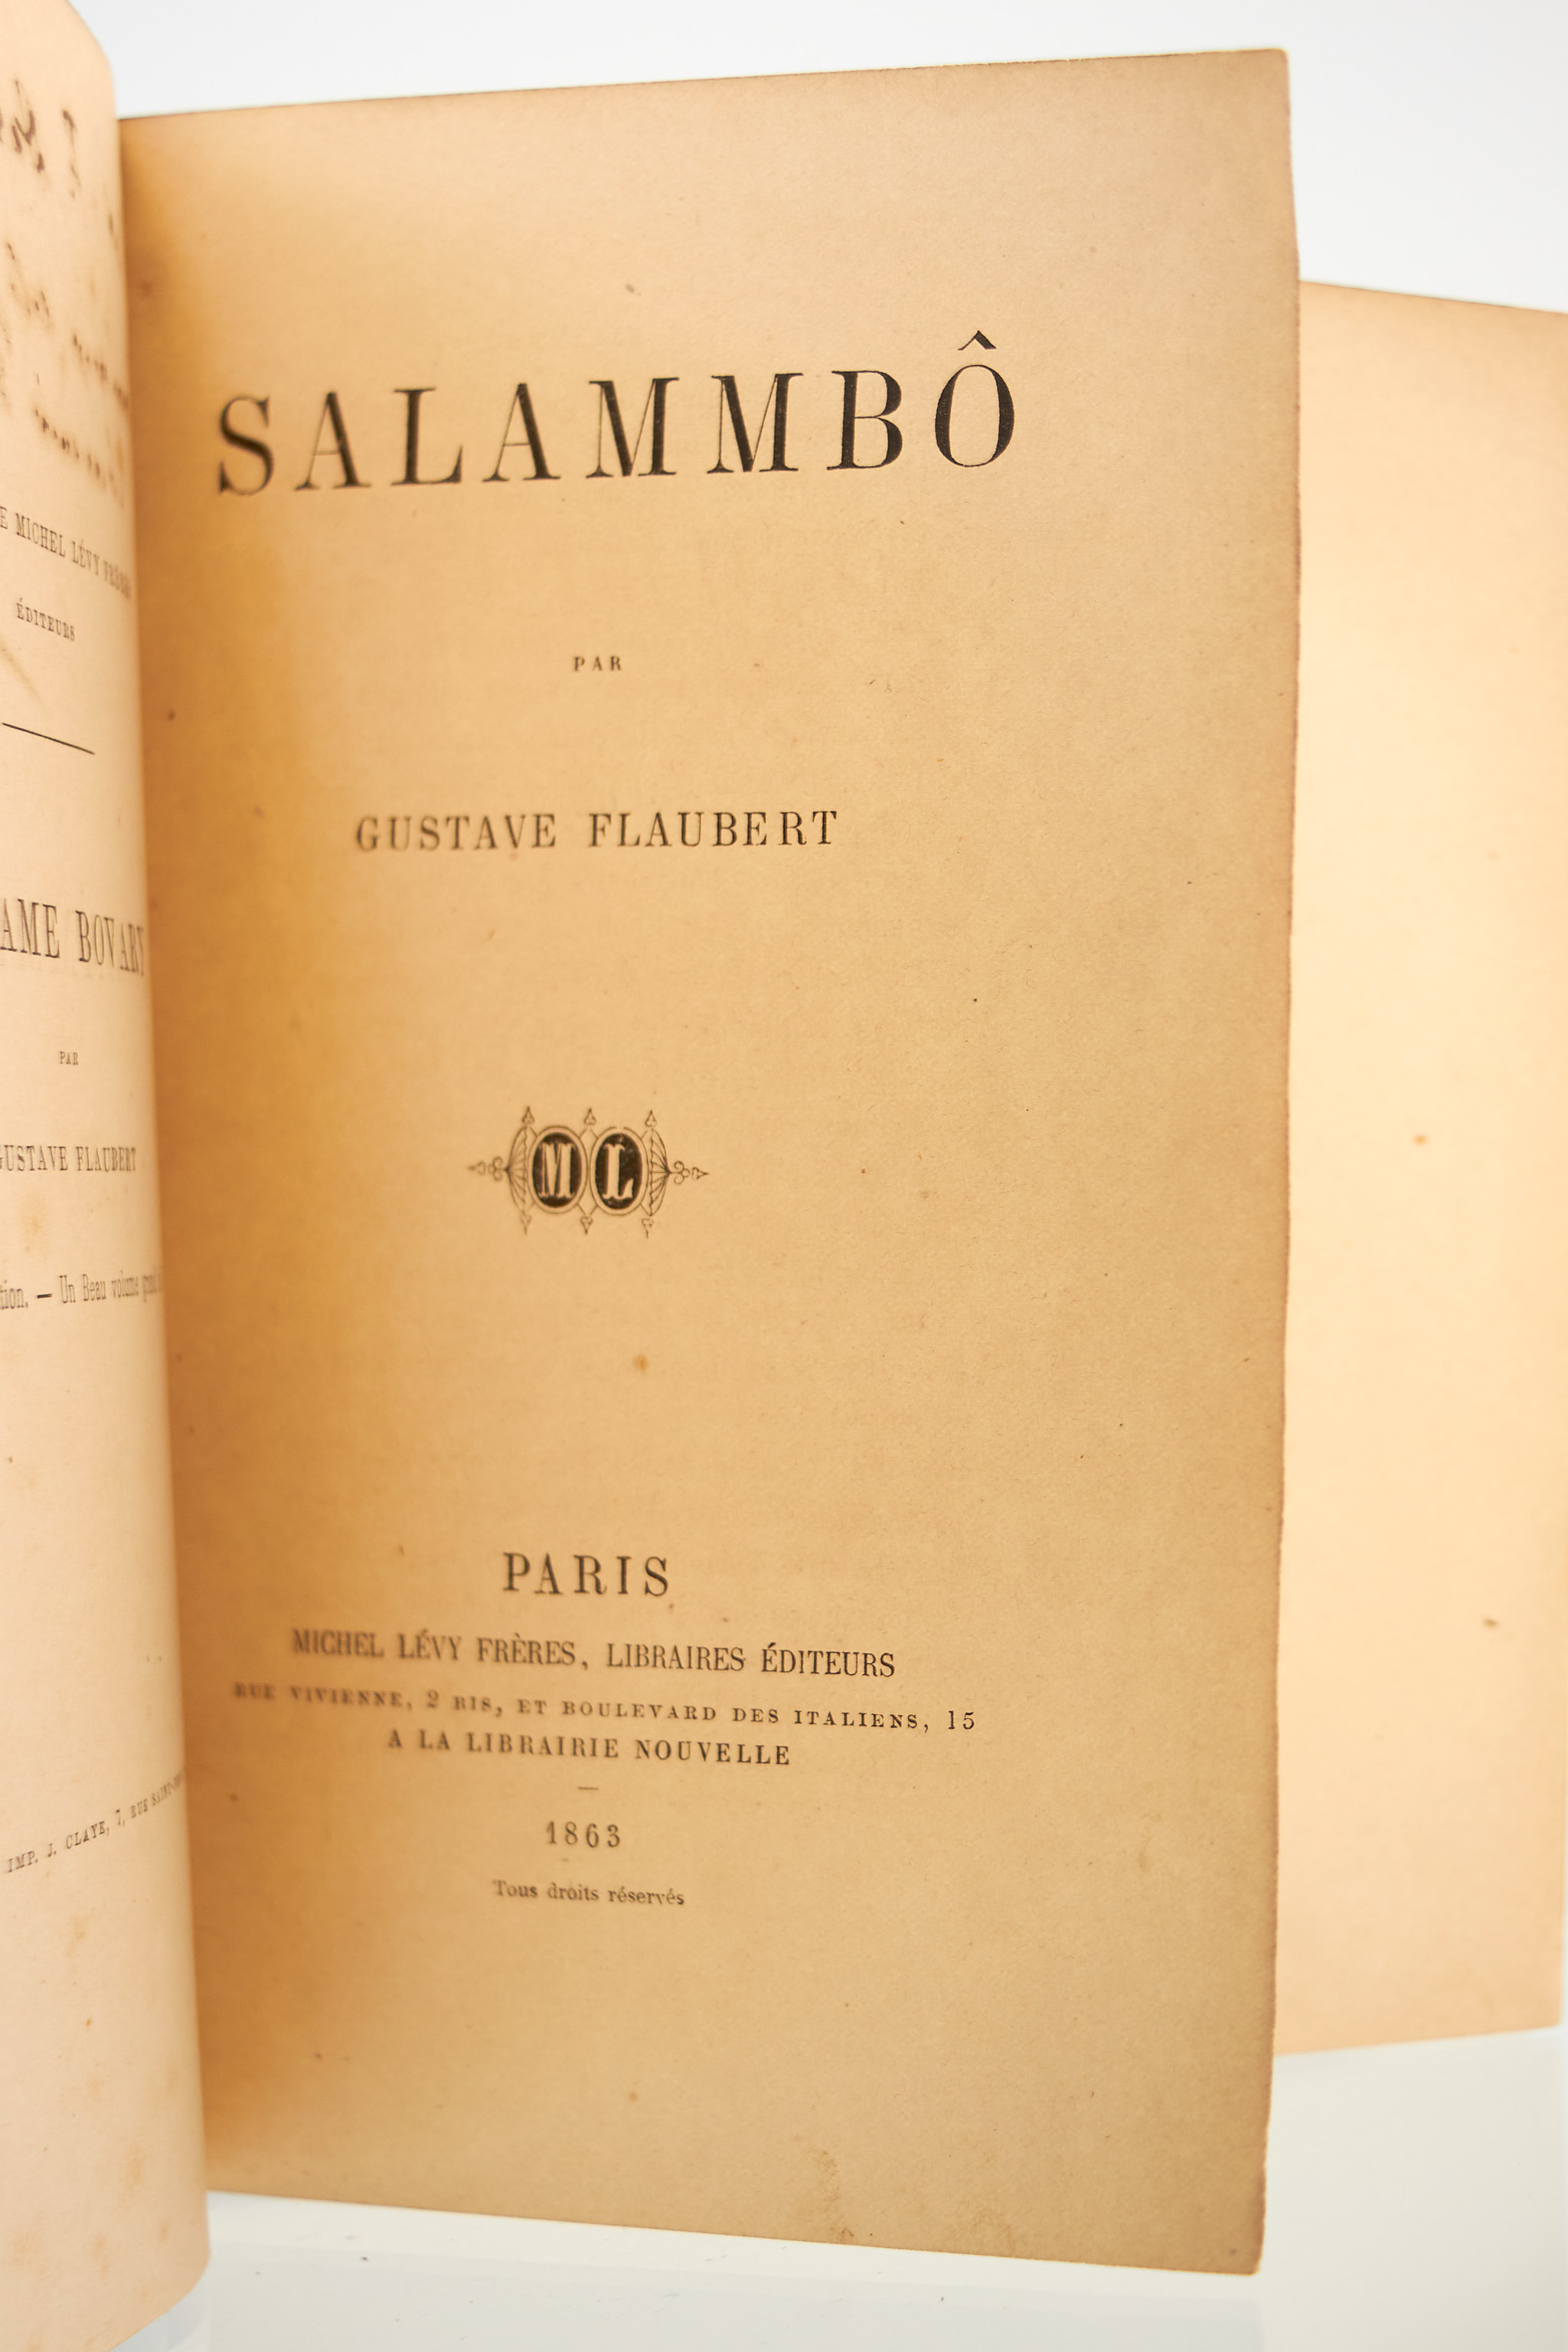 E MICHEL LÉVY FRÈRES
ÉDITEURS
AME BOVARY
PAR
GUSTAVE FLAUBERT
tion. — Un Beau volume
IMP. J. CLAYE, 7, RUE
SALAMMBÔ
PAR
GUSTAVE FLAUBERT
M L
PARIS
MICHEL LÉVY FRÈRES, LIBRAIRES ÉDITEURS
RUE VIVIENNE, 2 BIS, ET BOULEVARD DES ITALIENS, 15
A LA LIBRAIRIE NOUVELLE
1863
Tous droits réservés